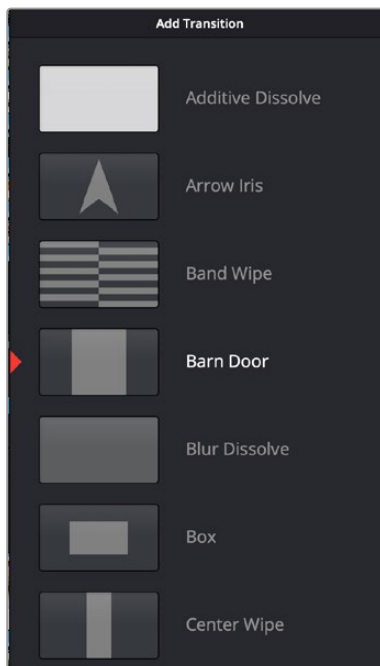 Add Transition
Additive Dissolve
Arrow Iris
Band Wipe
Barn Door
Blur Dissolve
Box
Center Wipe